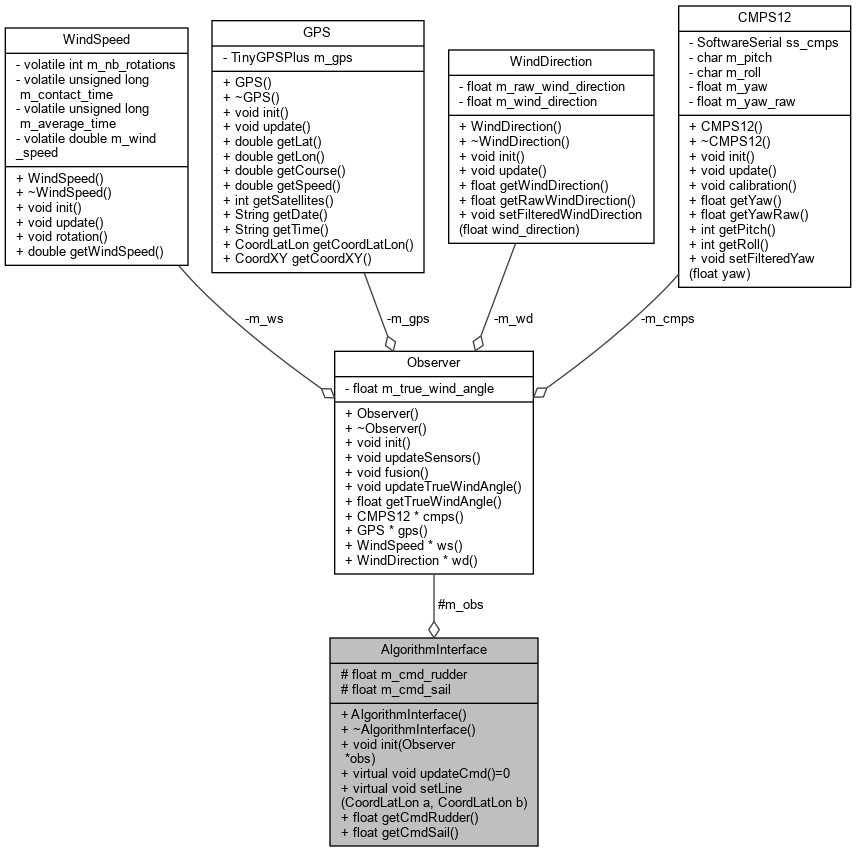 WindSpeed
- volatile int m_nb_rotations
- volatile unsigned long
m_contact_time
- volatile unsigned long
m_average_time
- volatile double m_wind
_speed
+ WindSpeed()
+ ~WindSpeed()
+ void init()
+ void update()
+ void rotation()
+ double getWindSpeed()
GPS
- TinyGPSPlus m_gps
+ GPS()
+ ~GPS()
+ void init()
+ void update()
+ double getLat()
+ double getLon()
+ double getCourse()
+ double getSpeed()
+ int getSatellites()
+ String getDate()
+ String getTime()
+ CoordLatLon getCoordLatLon()
+ CoordXY getCoordXY()
WindDirection
- float m_raw_wind_direction
- float m_wind_direction
+ WindDirection()
+ ~WindDirection()
+ void init()
+ void update()
+ float getWindDirection()
+ float getRawWindDirection()
+ void setFilteredWindDirection
(float wind_direction)
CMPS12
- SoftwareSerial ss_cmps
- char m_pitch
- char m_roll
- float m_yaw
- float m_yaw_raw
+ CMPS12()
+ ~CMPS12()
+ void init()
+ void update()
+ void calibration()
+ float getYaw()
+ float getYawRaw()
+ int getPitch()
+ int getRoll()
+ void setFilteredYaw
(float yaw)
-m_ws
-m_gps
-m_wd
-m_cmps
Observer
- float m_true_wind_angle
+ Observer()
+ ~Observer()
+ void init()
+ void updateSensors()
+ void fusion()
+ void updateTrueWindAngle()
+ float getTrueWindAngle()
+ CMPS12 * cmps()
+ GPS * gps()
+ WindSpeed * ws()
+ WindDirection * wd()
#m_obs
AlgorithmInterface
# float m_cmd_rudder
# float m_cmd_sail
+ AlgorithmInterface()
+ ~AlgorithmInterface()
+ void init(Observer
*obs)
+ virtual void updateCmd()=0
+ virtual void setLine
(CoordLatLon a, CoordLatLon b)
+ float getCmdRudder()
+ float getCmdSail()